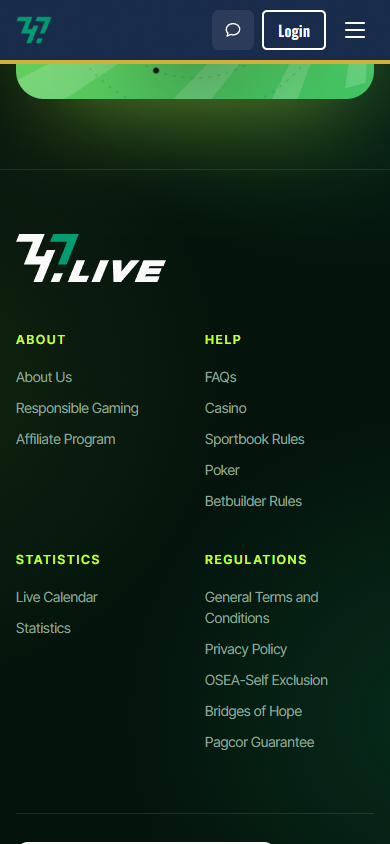 747
Login
747.LIVE
ABOUT
About Us
Responsible Gaming
Affiliate Program
HELP
FAQs
Casino
Sportbook Rules
Poker
Betbuilder Rules
STATISTICS
Live Calendar
Statistics
REGULATIONS
General Terms and
Conditions
Privacy Policy
OSEA-Self Exclusion
Bridges of Hope
Pagcor Guarantee